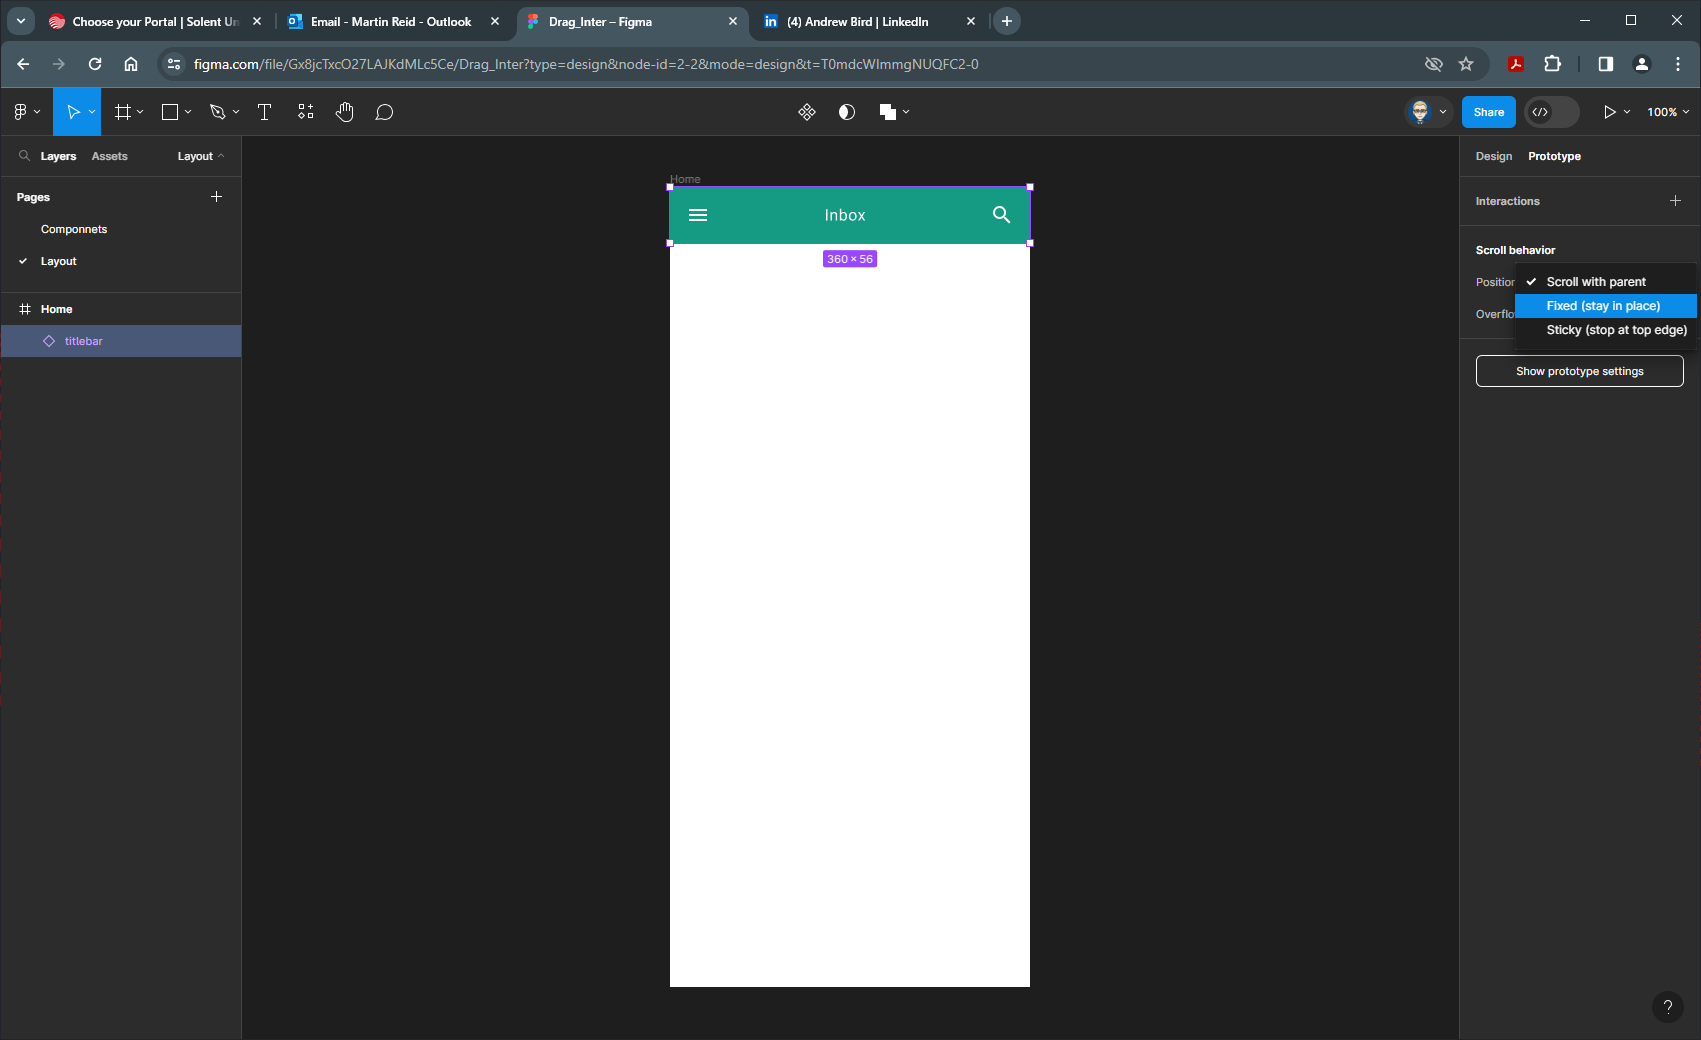 Choose your Portal | Solent Un
Email - Martin Reid - Outlook
Drag_Inter – Figma
(4) Andrew Bird | LinkedIn
figma.com/file/Gx8jcTxcO27LAJKdMLc5Ce/Drag_Inter?type=design&node-id=2-2&mode=design&t=T0mdcWImmgNUQFC2-0
Share
100%
Layers
Assets
Layout
Design
Prototype
Pages
Componnets
Layout
Home
titlebar
Home
Inbox
360 × 56
Interactions
Scroll behavior
Position
Scroll with parent
Fixed (stay in place)
Overflo
Sticky (stop at top edge)
Show prototype settings
?